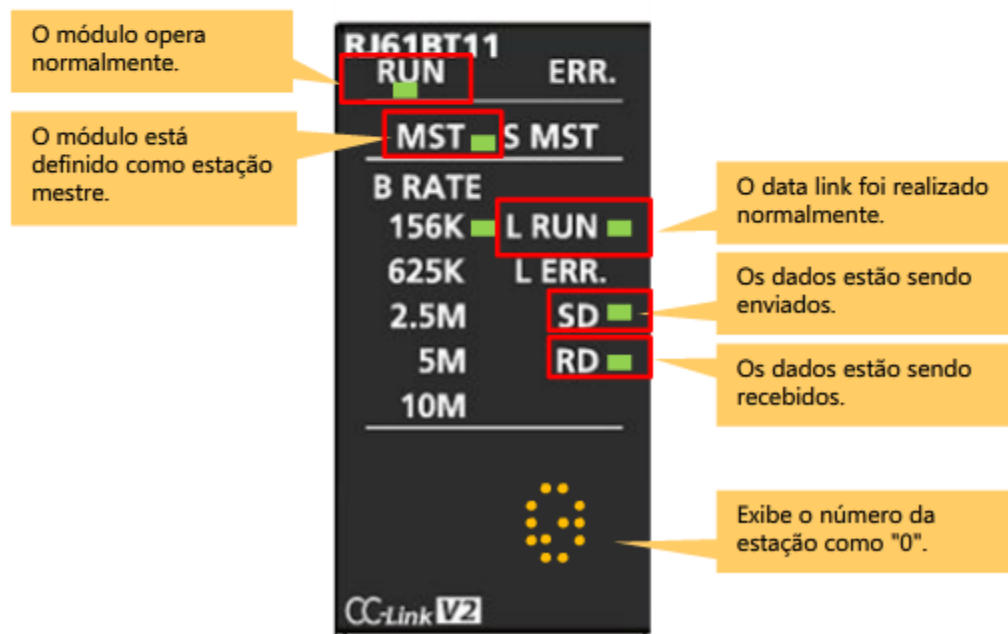 O módulo opera
normalmente.
O módulo está
definido como estação
mestre.
RJ61BT11
RUN ERR.
MST S MST
B RATE
156K L RUN
625K L ERR.
2.5M SD
5M RD
10M
0
CC-Link V2
O data link foi realizado
normalmente.
Os dados estão sendo
enviados.
Os dados estão sendo
recebidos.
Exibe o número da
estação como "0".